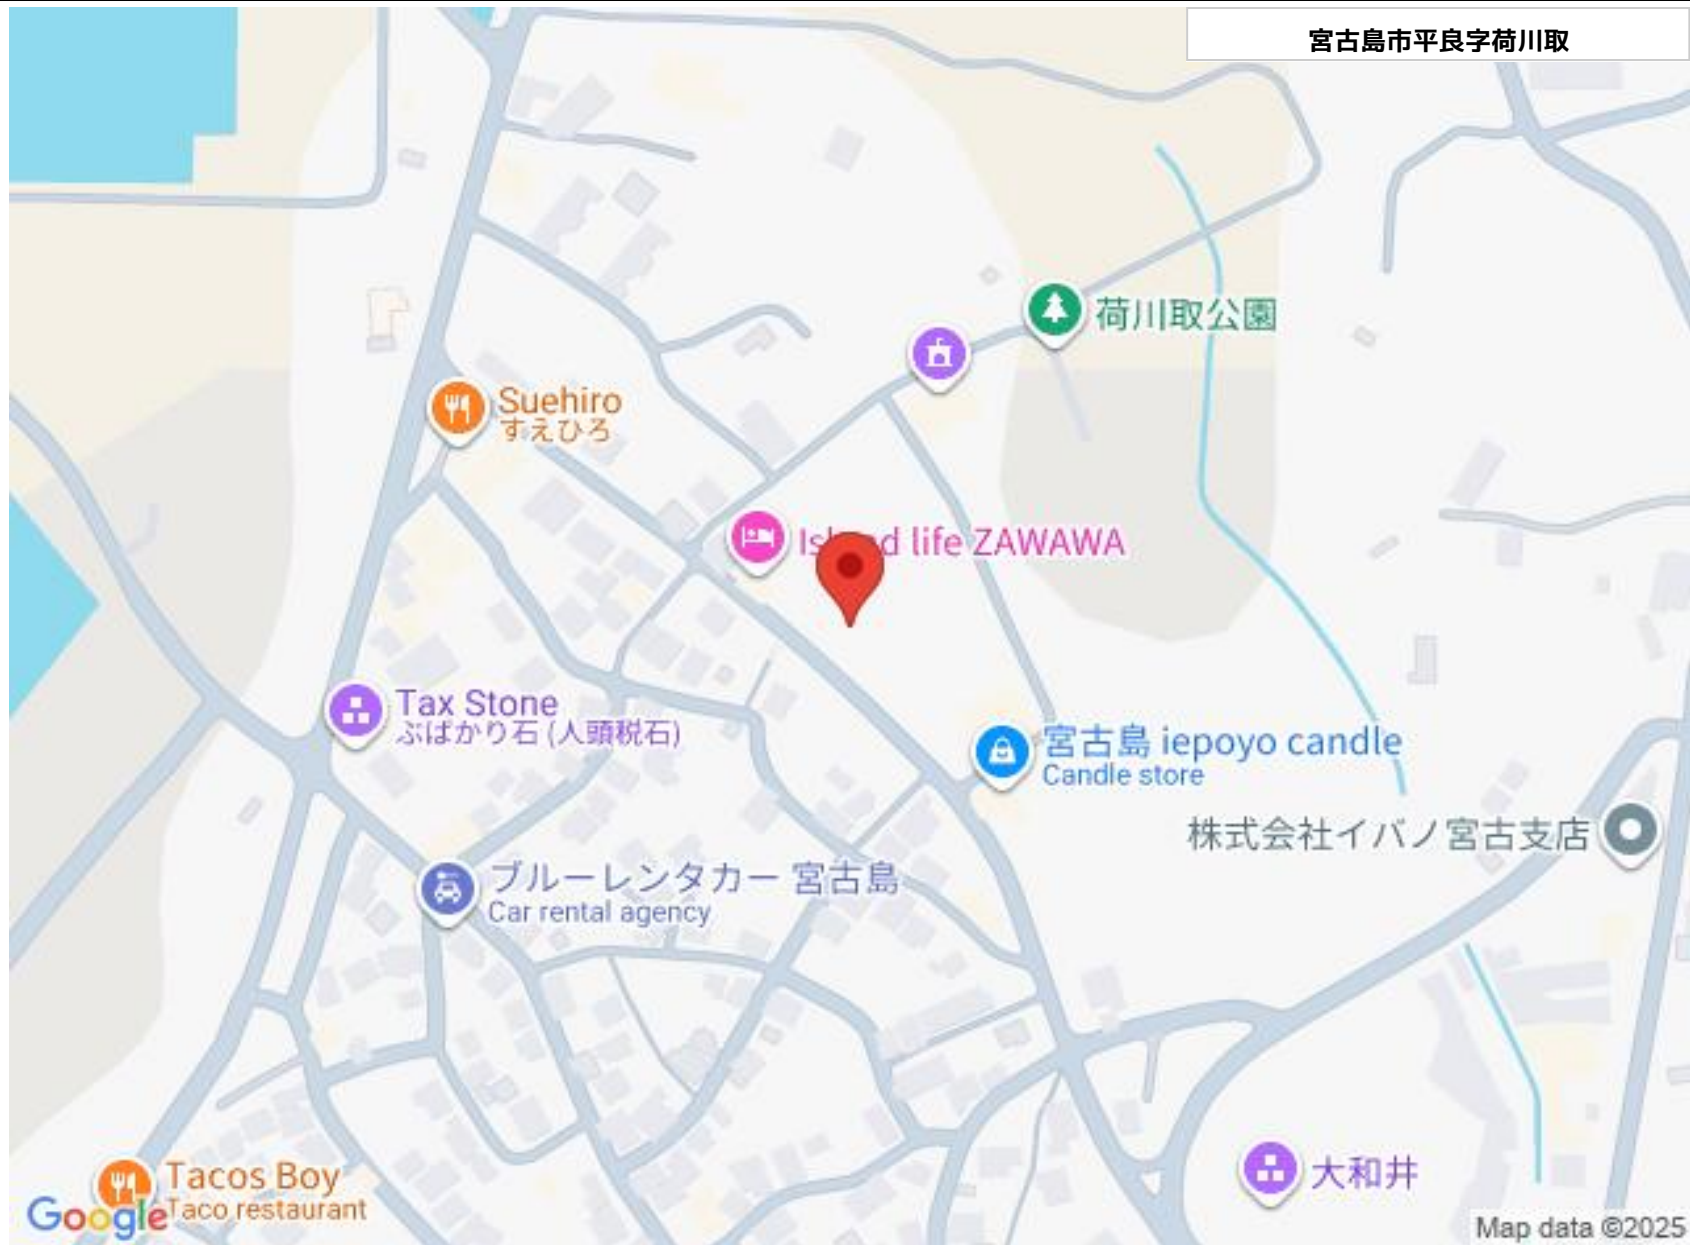 宮古島市平良字荷川取
荷川取公園
Suehiro
すえひろ
life ZAWAWA
Tax Stone
ぶばかり石 (人頭税石)
宮古島 iepoyo candle
Candle store
株式会社イバノ宮古支店
ブルーレンタカー 宮古島
Car rental agency
大和井
Tacos Boy
Taco restaurant
Google
Map data ©2025